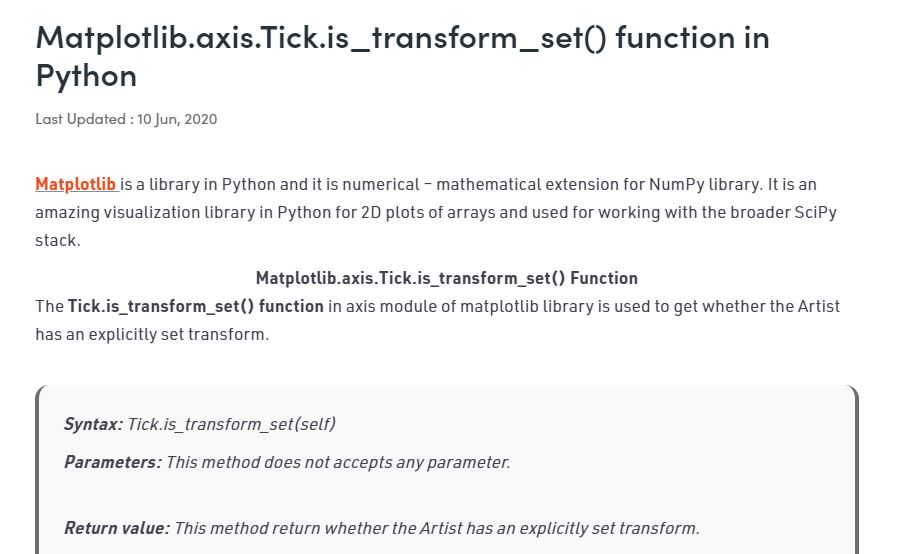 Matplotlib.axis.Tick.is_transform_set() function in
Python
Last Updated : 10 Jun, 2020
Matplotlib is a library in Python and it is numerical – mathematical extension for NumPy library. It is an
amazing visualization library in Python for 2D plots of arrays and used for working with the broader SciPy
stack.
Matplotlib.axis.Tick.is_transform_set() Function
The Tick.is_transform_set() function in axis module of matplotlib library is used to get whether the Artist
has an explicitly set transform.
Syntax: Tick.is_transform_set(self)
Parameters: This method does not accepts any parameter.
Return value: This method return whether the Artist has an explicitly set transform.